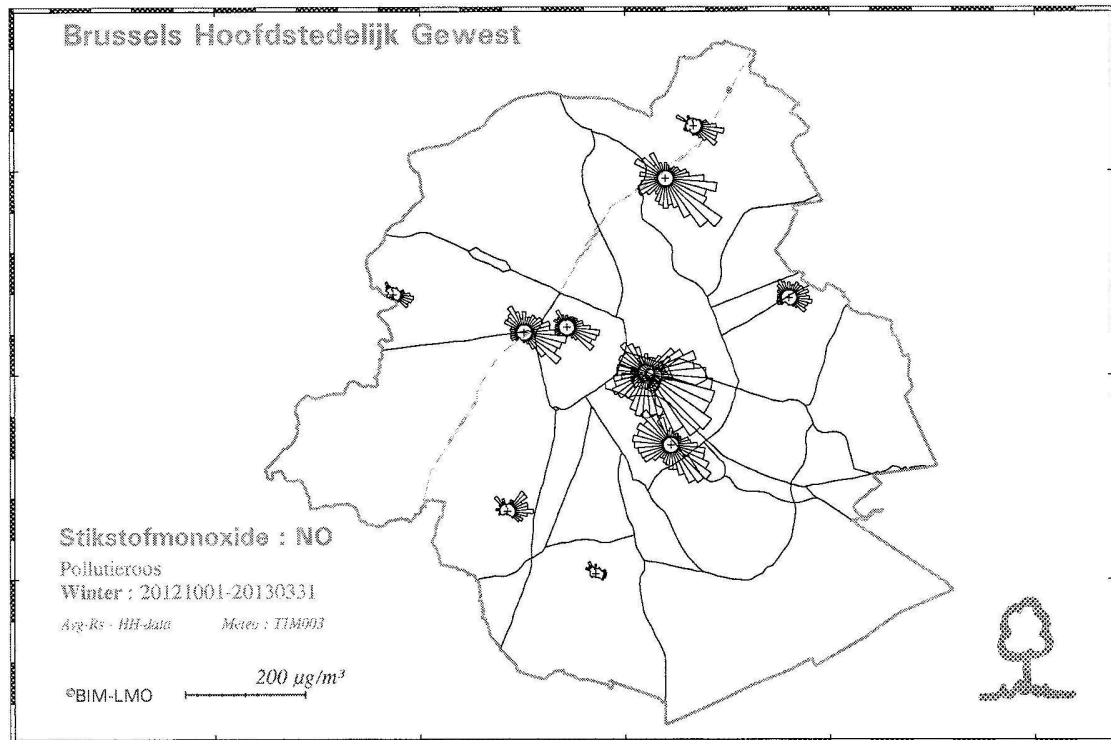 Brussels Hoofdstedelijk Gewest
Stikstofmonoxide : NO
Pollutieroos
Winter : 20121001-20130331
Avg-Rs - HH-data Meteo : T1M003
200 µg/m³
©BIM-LMO